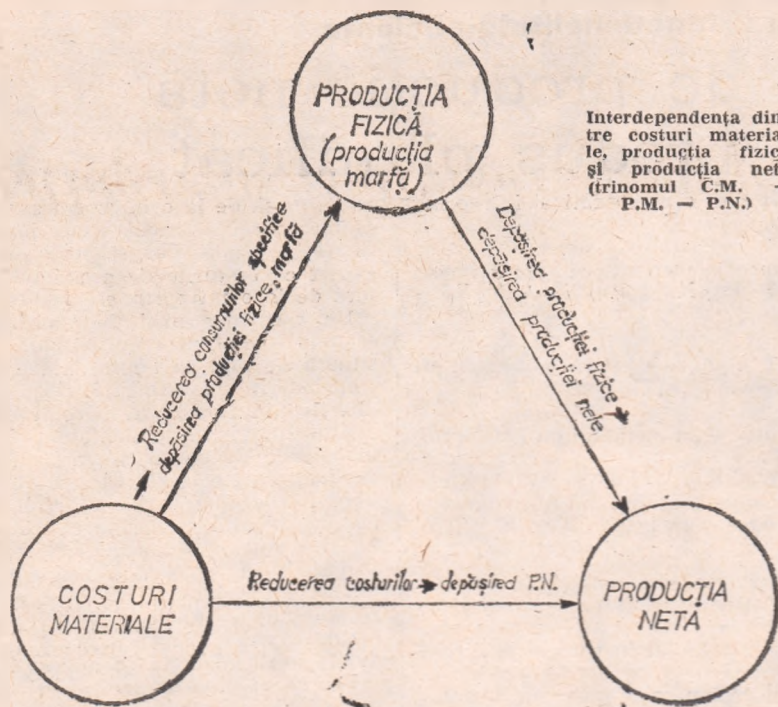 PRODUCȚIA
FIZICĂ
(producția
marfă)
Interdependența din
tre costuri materia
le, producția fizic
și producția net
(trinomul C.M. –
P.M. — P.N.)
Reducerea consumurilor specifice
depășirea producției fizice, marfă
Depășirea producției fizice →
depășirea producției nete
COSTURI
MATERIALE
Reducerea costurilor → depășirea P.N.
PRODUCȚIA
NETĂ